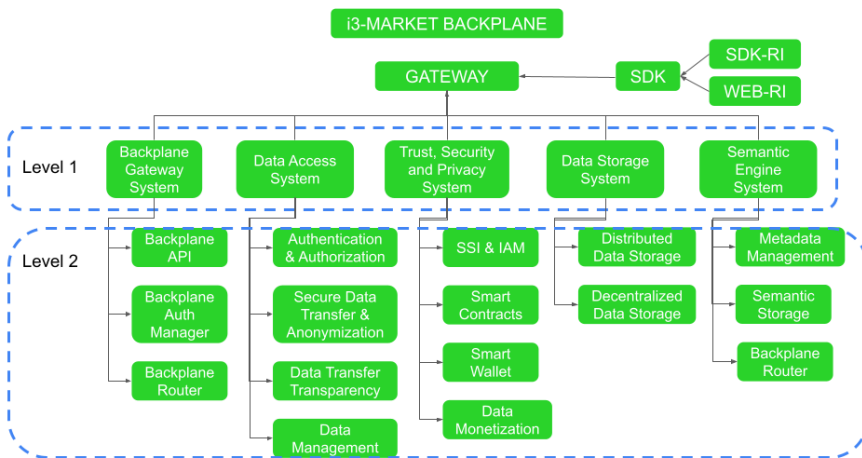 i3-MARKET BACKPLANE
GATEWAY
SDK
SDK-RI
WEB-RI
Level 1
Backplane
Gateway
System
Data Access
System
Trust, Security
and Privacy
System
Data Storage
System
Semantic
Engine
System
Level 2
Backplane
API
Backplane
Auth
Manager
Backplane
Router
Authentication
& Authorization
Secure Data
Transfer &
Anonymization
Data Transfer
Transparency
Data
Management
SSI & IAM
Smart
Contracts
Smart
Wallet
Data
Monetization
Distributed
Data Storage
Decentralized
Data Storage
Metadata
Management
Semantic
Storage
Backplane
Router